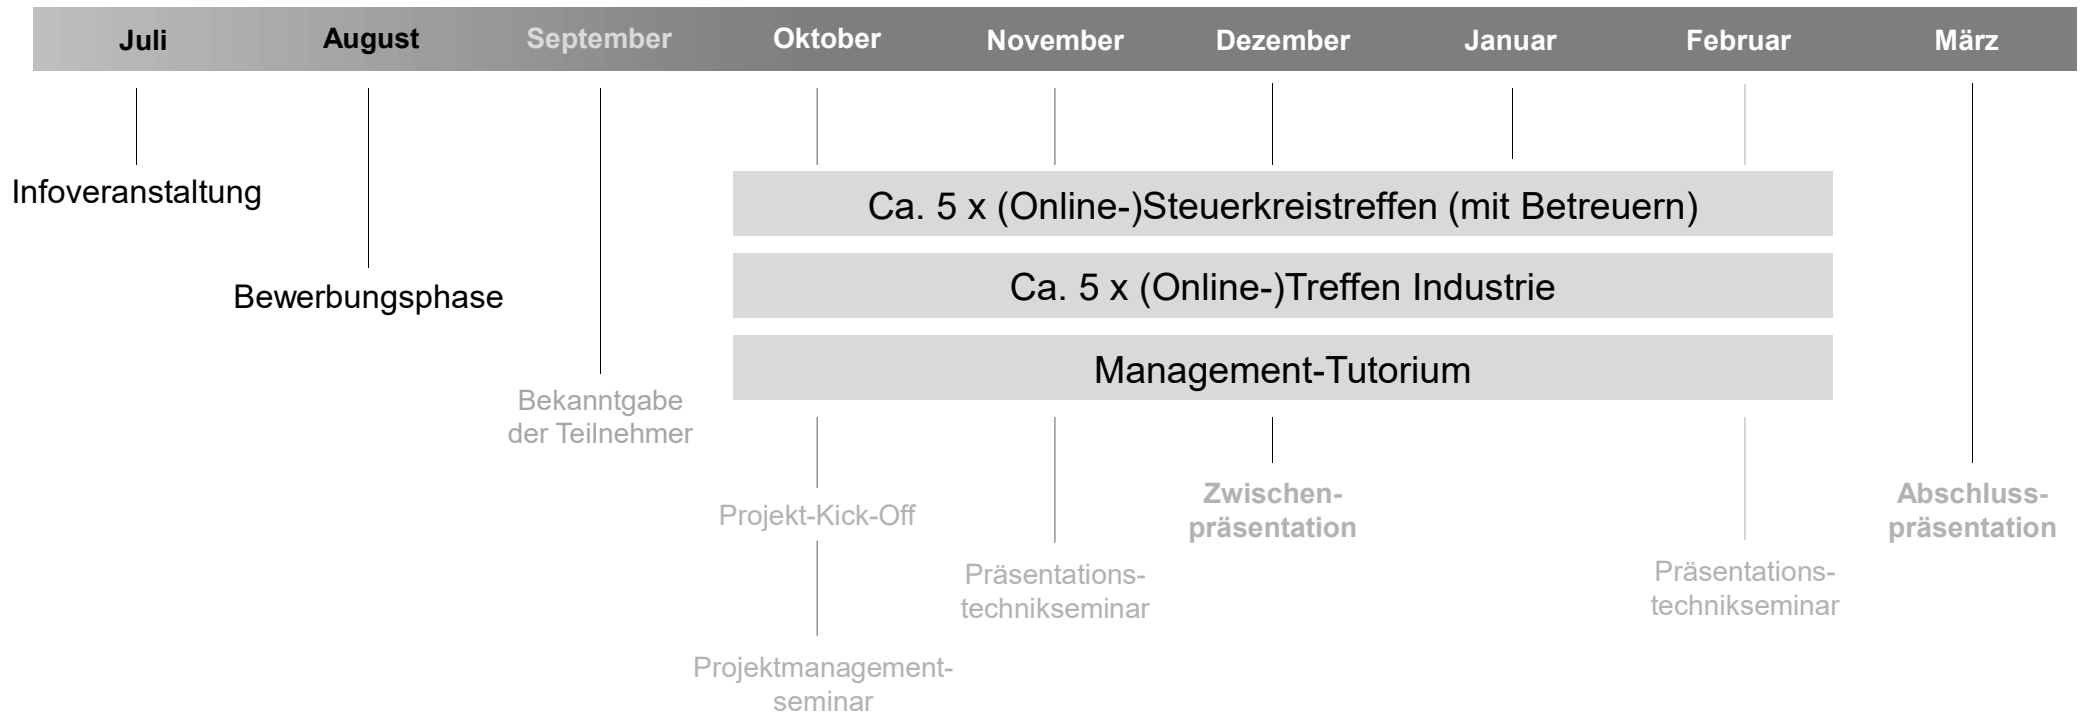 Juli
August
September
Oktober
November
Dezember
Januar
Februar
März
Infoveranstaltung
Bewerbungsphase
Bekanntgabe
der Teilnehmer
Ca. 5 x (Online-)Steuerkreistreffen (mit Betreuern)
Ca. 5 x (Online-)Treffen Industrie
Management-Tutorium
Projekt-Kick-Off
Projektmanagement-
seminar
Präsentations-
technikseminar
Zwischen-
präsentation
Präsentations-
technikseminar
Abschluss-
präsentation